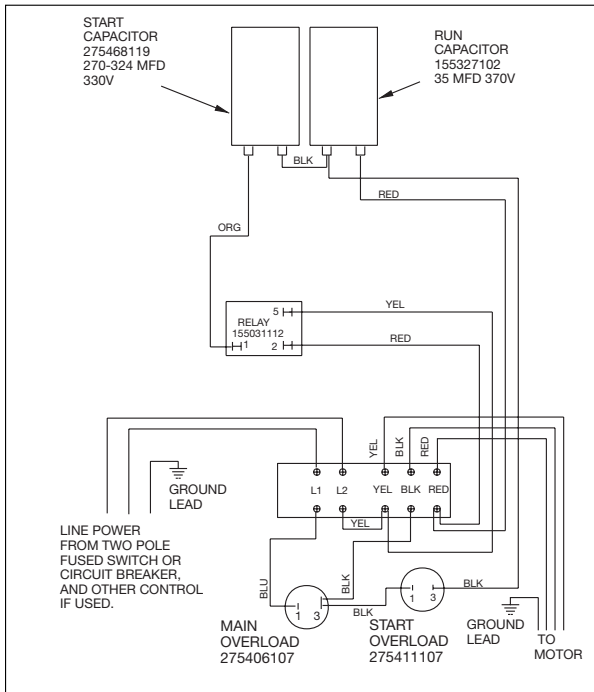 START
CAPACITOR
275468119
270-324 MFD
330V
RUN
CAPACITOR
155327102
35 MFD 370V
BLK
RED
ORG
5
YEL
RELAY
155031112
1
2
RED
YEL
BLK
RED
GROUND
LEAD
L1 L2 YEL BLK RED
LINE POWER
FROM TWO POLE
FUSED SWITCH OR
CIRCUIT BREAKER,
AND OTHER CONTROL
IF USED.
YEL
BLU
BLK
1 3
BLK
1 3
BLK
MAIN
OVERLOAD
275406107
START
OVERLOAD
275411107
GROUND
LEAD
TO
MOTOR